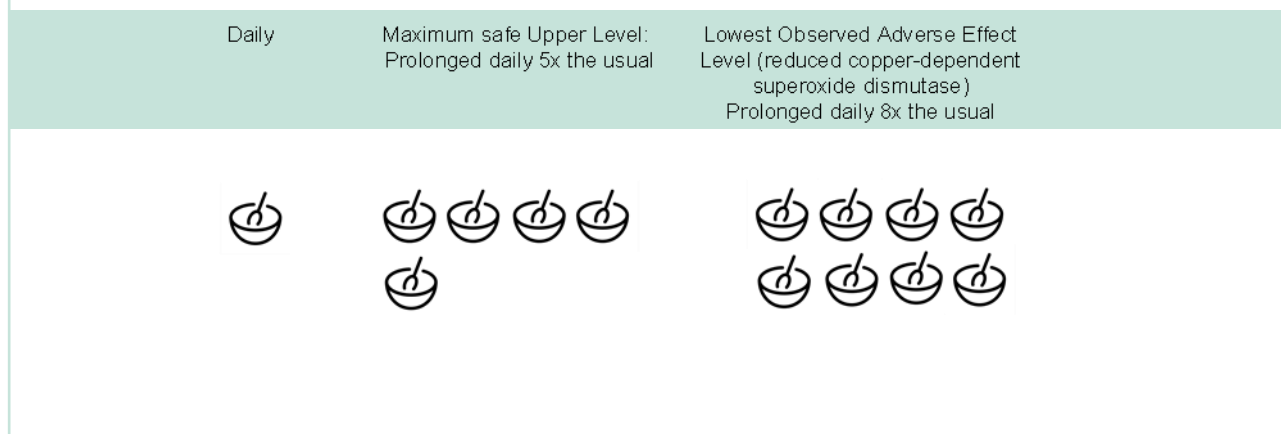 Daily
Maximum safe Upper Level:
Prolonged daily 5x the usual
Lowest Observed Adverse Effect
Level (reduced copper-dependent
superoxide dismutase)
Prolonged daily 8x the usual